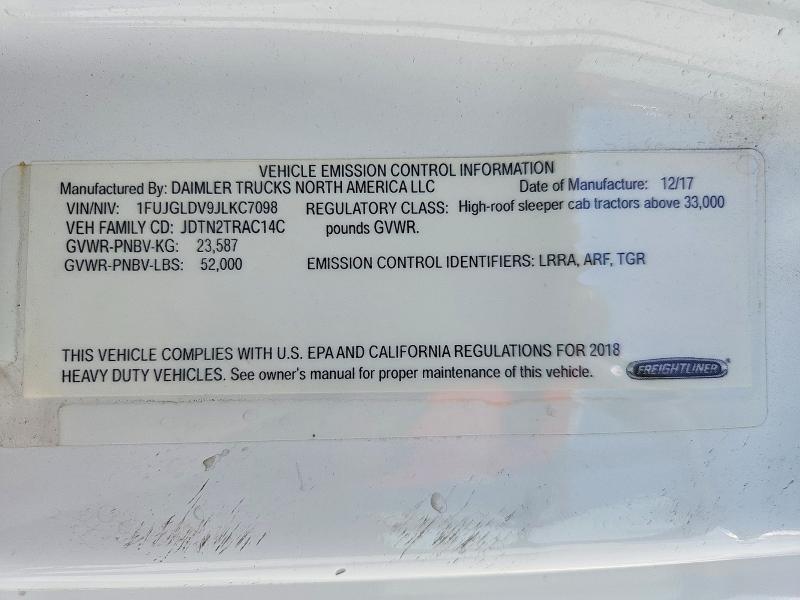 VEHICLE EMISSION CONTROL INFORMATION
Manufactured By: DAIMLER TRUCKS NORTH AMERICA LLC Date of Manufacture: 12/17
VIN/NIV: 1FUJGLDV9JLKC7098 REGULATORY CLASS: High-roof sleeper cab tractors above 33,000
VEH FAMILY CD: JDTN2TRAC14C pounds GVWR.
GVWR-PNBV-KG: 23,587
GVWR-PNBV-LBS: 52,000 EMISSION CONTROL IDENTIFIERS: LRRA, ARF, TGR
THIS VEHICLE COMPLIES WITH U.S. EPA AND CALIFORNIA REGULATIONS FOR 2018
HEAVY DUTY VEHICLES. See owner's manual for proper maintenance of this vehicle.
FREIGHTLINER